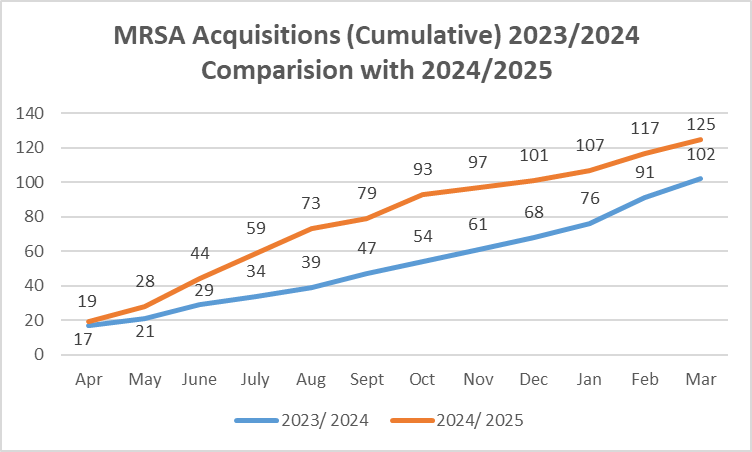 MRSA Acquisitions (Cumulative) 2023/2024
Comparision with 2024/2025
140
120
100
80
60
40
20
0
19 28 44 59 73 79 93 97 101 107 117 125
17 21 29 34 39 47 54 61 68 76 91 102
Apr May June July Aug Sept Oct Nov Dec Jan Feb Mar
2023/ 2024 2024/ 2025